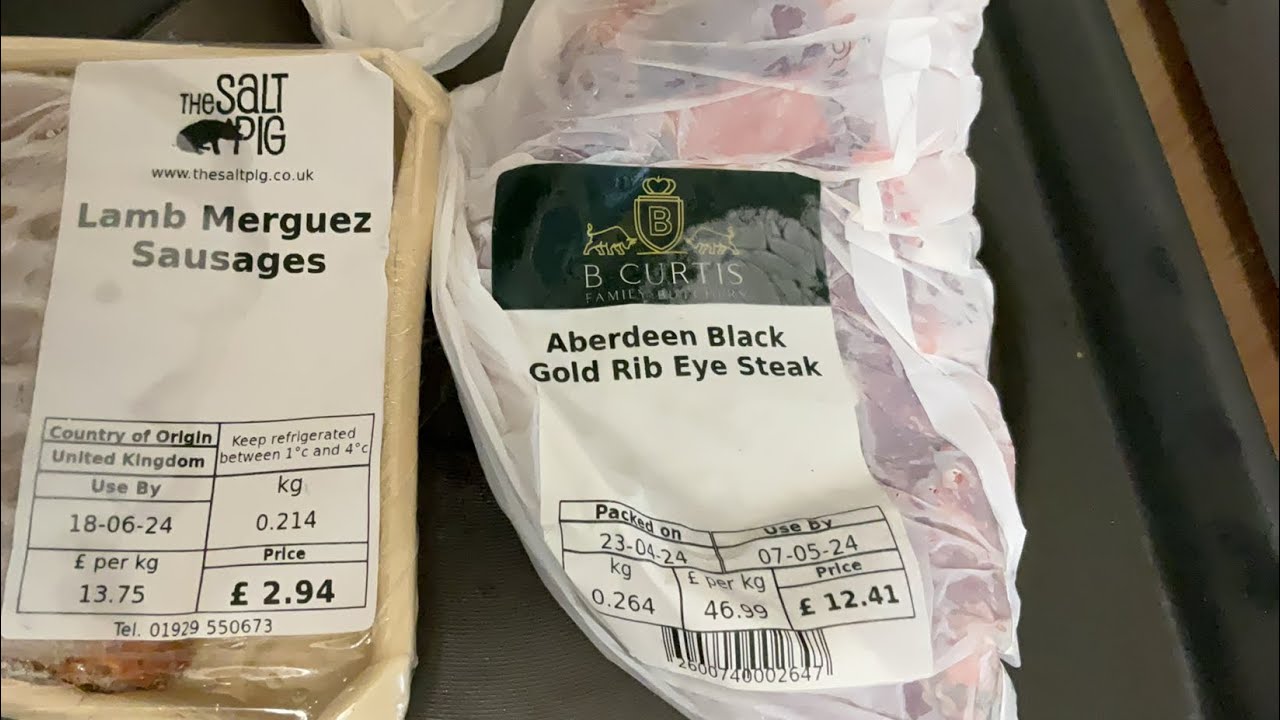 THE SALT
PIG
www.thesaltpig.co.uk
Lamb Merguez
Sausages
Country of Origin
United Kingdom
Keep refrigerated
between 1°c and 4°c
Use By
18-06-24
kg
0.214
£ per kg
13.75
Price
£ 2.94
Tel. 01929 550673
B
B CURTIS
FAMILY BUTCHERS
Aberdeen Black
Gold Rib Eye Steak
Packed on
23-04-24
Use by
07-05-24
kg
0.264
£ per kg
46.99
Price
£ 12.41
2600740002647